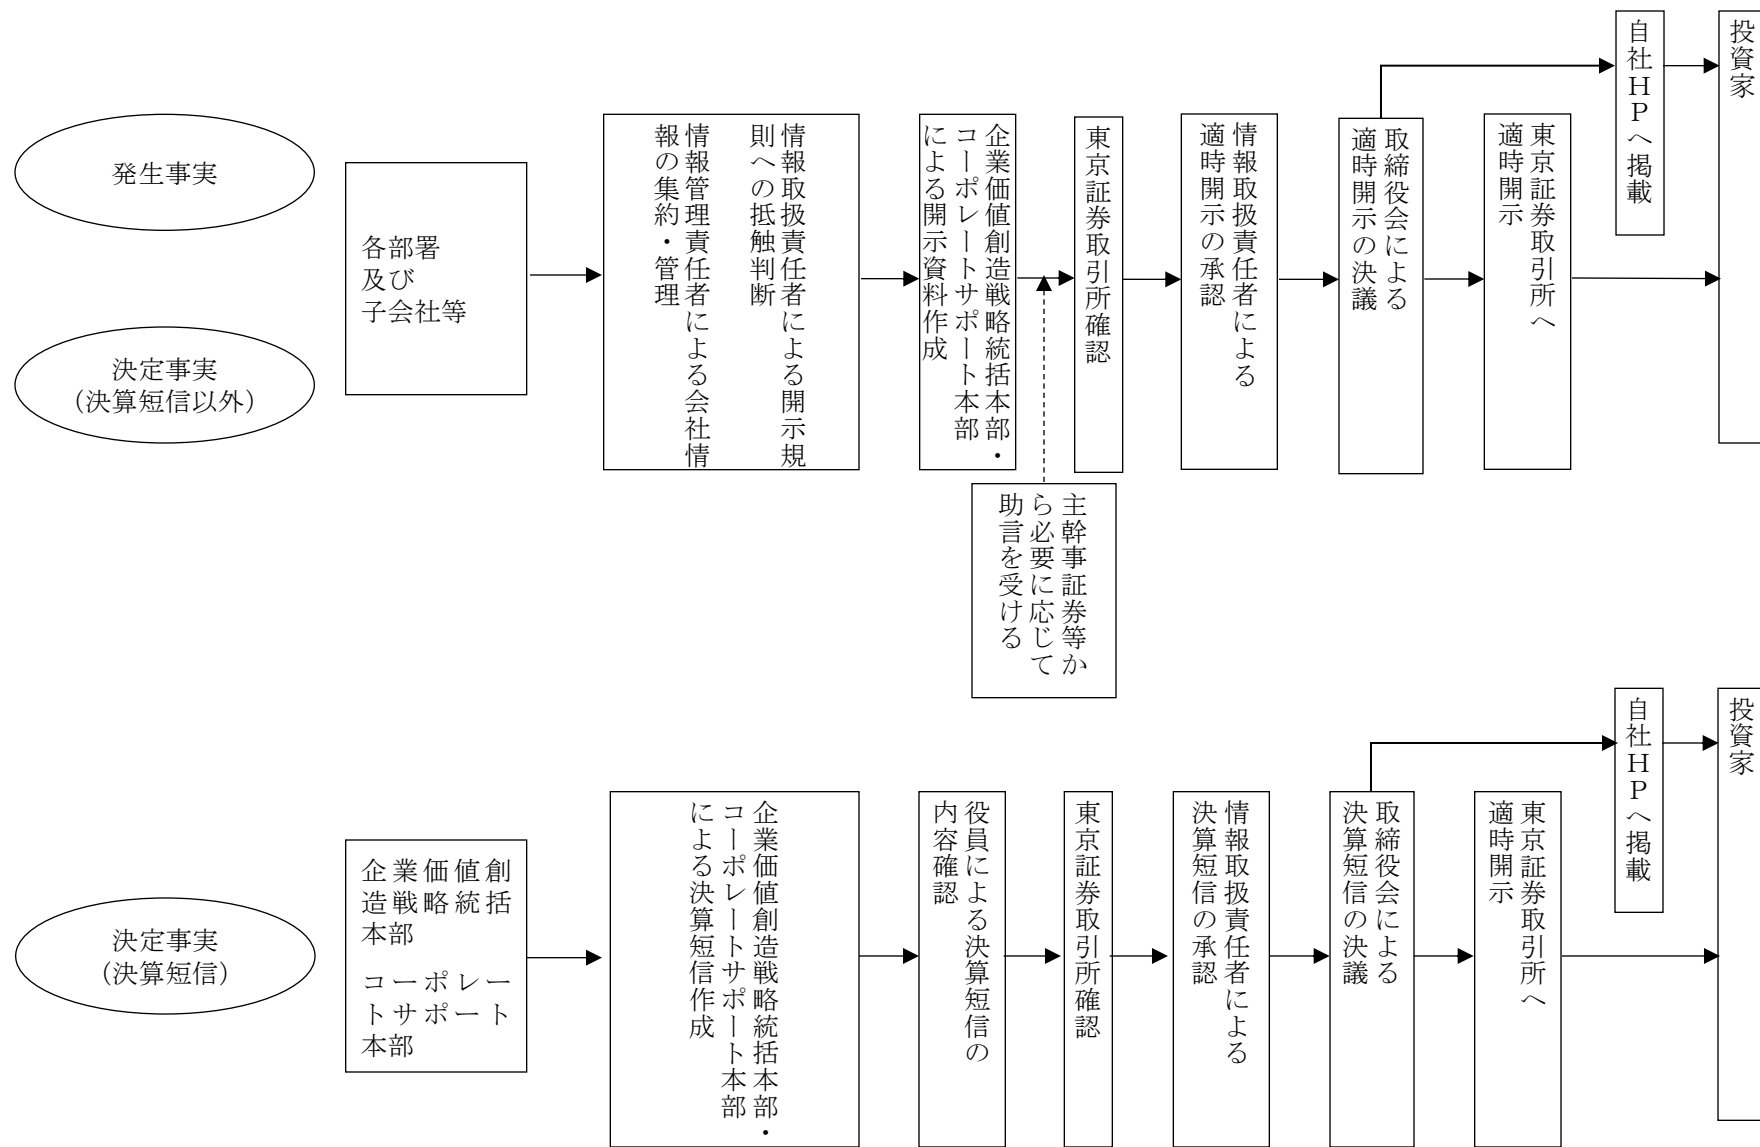 発生事実
決定事実
（決算短信以外）
各部署
及び
子会社等
情報取扱責任者による開示規
則への抵触判断
情報管理責任者による会社情
報の集約・管理
企業価値創造戦略統括本部・
コーポレートサポート本部
による開示資料作成
主幹事証券等か
ら必要に応じて
助言を受ける
東京証券取引所確認
情報取扱責任者による
適時開示の承認
取締役会による
適時開示の決議
東京証券取引所へ
適時開示
自社ＨＰへ掲載
投資家
決定事実
（決算短信）
企業価値創
造戦略統括
本部
コーポレー
トサポート
本部
企業価値創造戦略統括本部・
コーポレートサポート本部
による決算短信作成
役員による決算短信の
内容確認
東京証券取引所確認
情報取扱責任者による
決算短信の承認
取締役会による
決算短信の決議
東京証券取引所へ
適時開示
自社ＨＰへ掲載
投資家